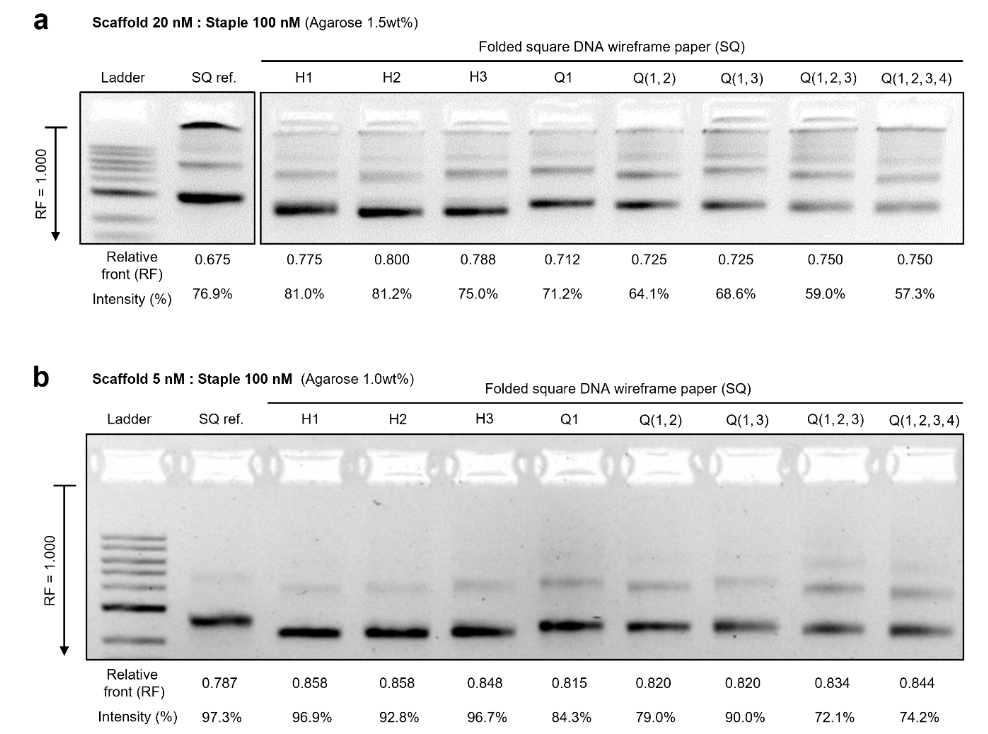 a
Scaffold 20 nM : Staple 100 nM (Agarose 1.5wt%)
Folded square DNA wireframe paper (SQ)
Ladder SQ ref. H1 H2 H3 Q1 Q(1, 2) Q(1, 3) Q(1, 2, 3) Q(1, 2, 3, 4)
RF = 1.000
Relative front (RF) 0.675 0.775 0.800 0.788 0.712 0.725 0.725 0.750 0.750
Intensity (%) 76.9% 81.0% 81.2% 75.0% 71.2% 64.1% 68.6% 59.0% 57.3%
b
Scaffold 5 nM : Staple 100 nM (Agarose 1.0wt%)
Folded square DNA wireframe paper (SQ)
Ladder SQ ref. H1 H2 H3 Q1 Q(1, 2) Q(1, 3) Q(1, 2, 3) Q(1, 2, 3, 4)
RF = 1.000
Relative front (RF) 0.787 0.858 0.858 0.848 0.815 0.820 0.820 0.834 0.844
Intensity (%) 97.3% 96.9% 92.8% 96.7% 84.3% 79.0% 90.0% 72.1% 74.2%